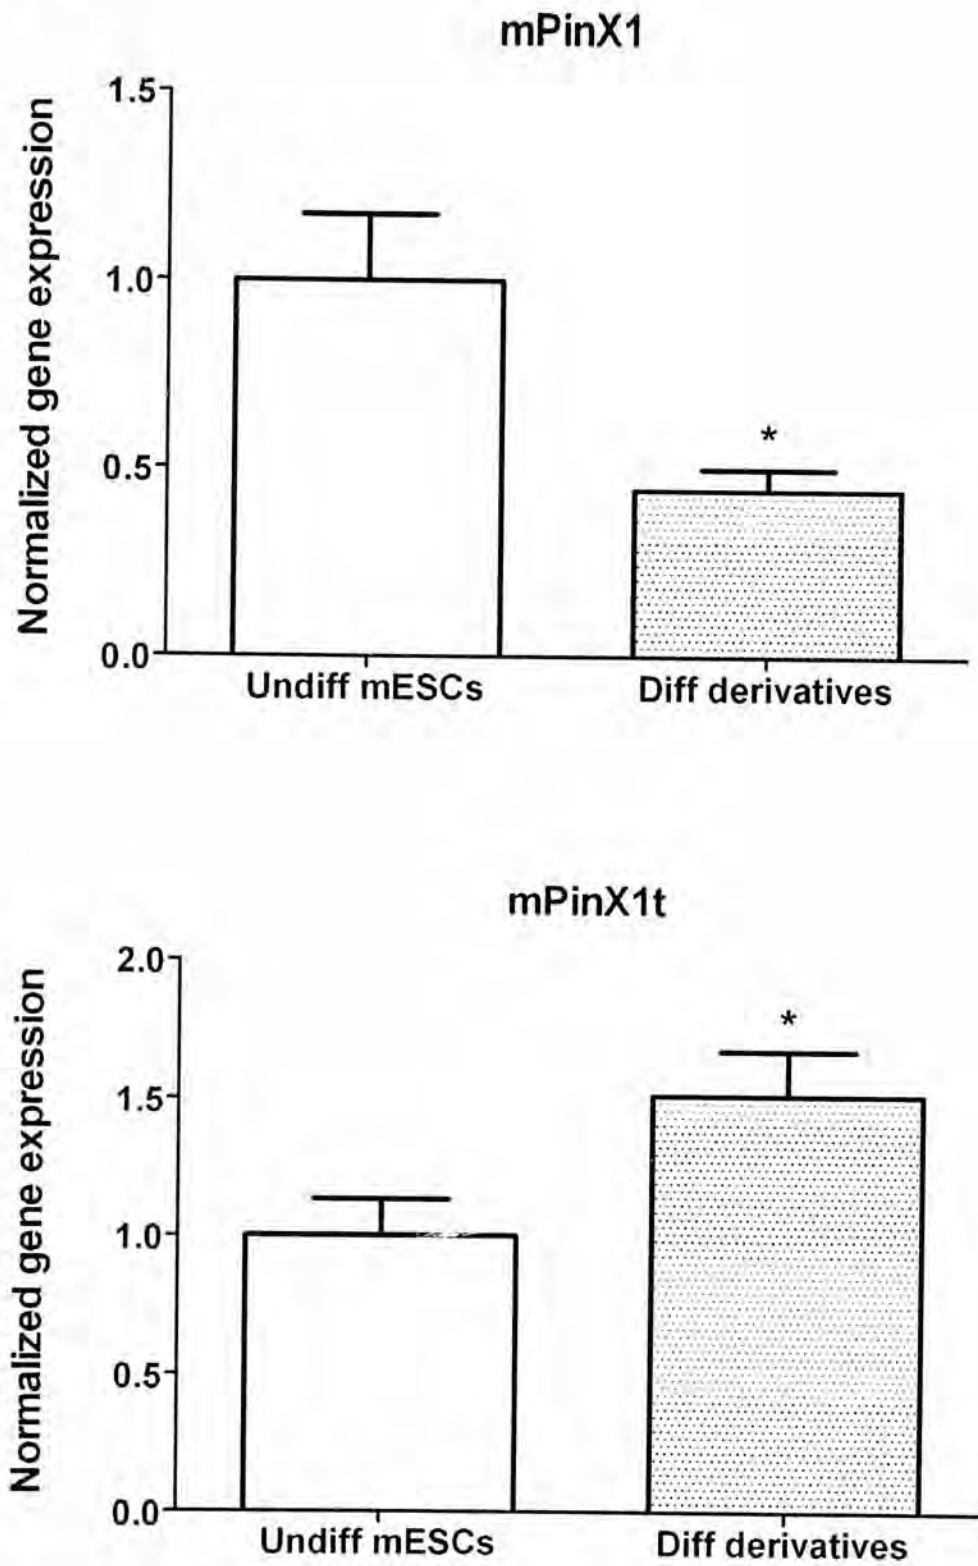 mPinX1
Normalized gene expression
1.5
1.0
0.5
0.0
*
Undiff mESCs
Diff derivatives
mPinX1t
Normalized gene expression
2.0
1.5
1.0
0.5
0.0
*
Undiff mESCs
Diff derivatives